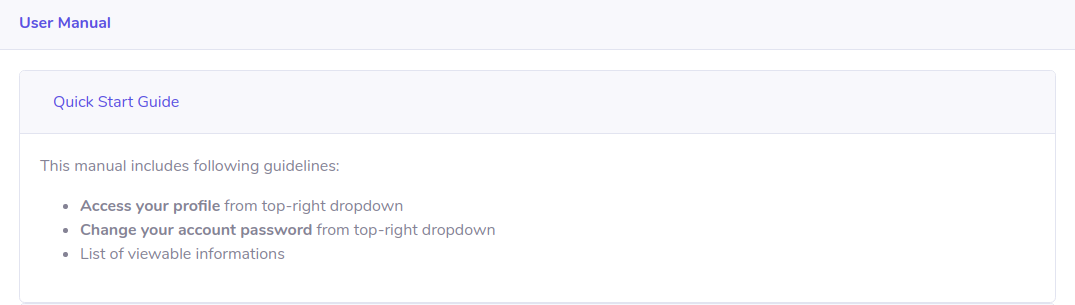 User Manual
Quick Start Guide
This manual includes following guidelines:
Access your profile from top-right dropdown
Change your account password from top-right dropdown
List of viewable informations